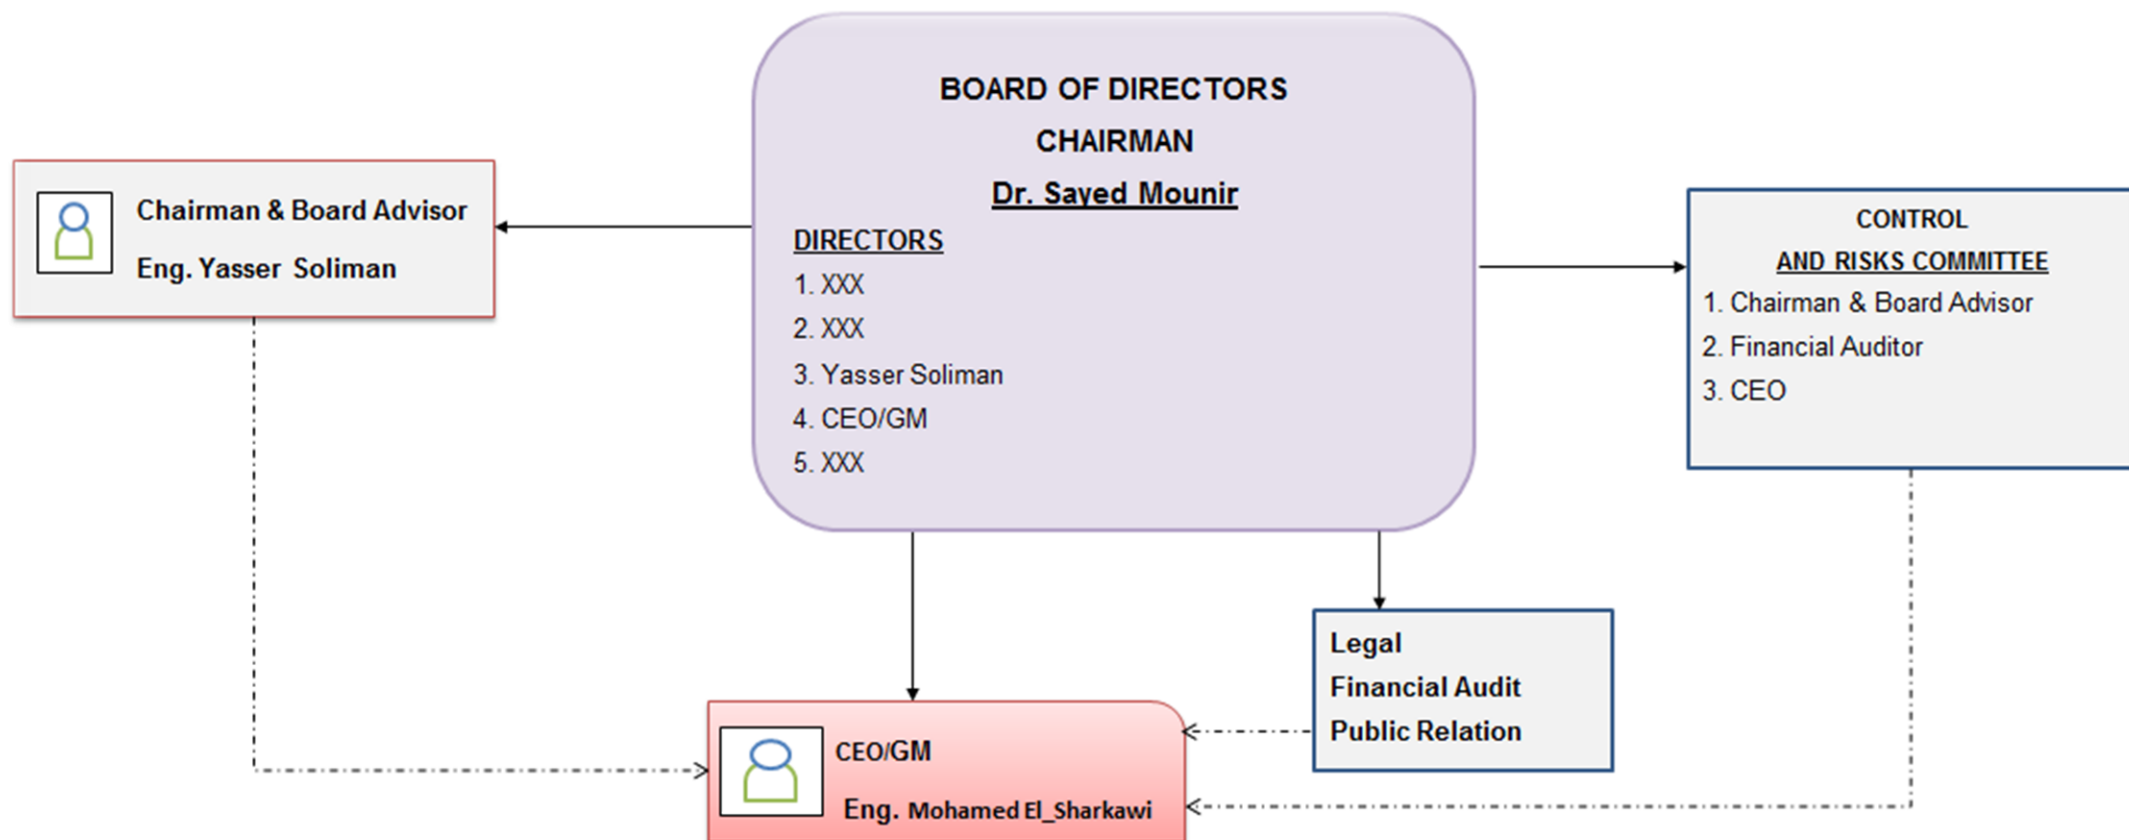 BOARD OF DIRECTORS
CHAIRMAN
Dr. Sayed Mounir
DIRECTORS
1. XXX
2. XXX
3. Yasser Soliman
4. CEO/GM
5. XXX
Chairman & Board Advisor
Eng. Yasser Soliman
CONTROL
AND RISKS COMMITTEE
1. Chairman & Board Advisor
2. Financial Auditor
3. CEO
Legal
Financial Audit
Public Relation
CEO/GM
Eng. Mohamed El_Sharkawi